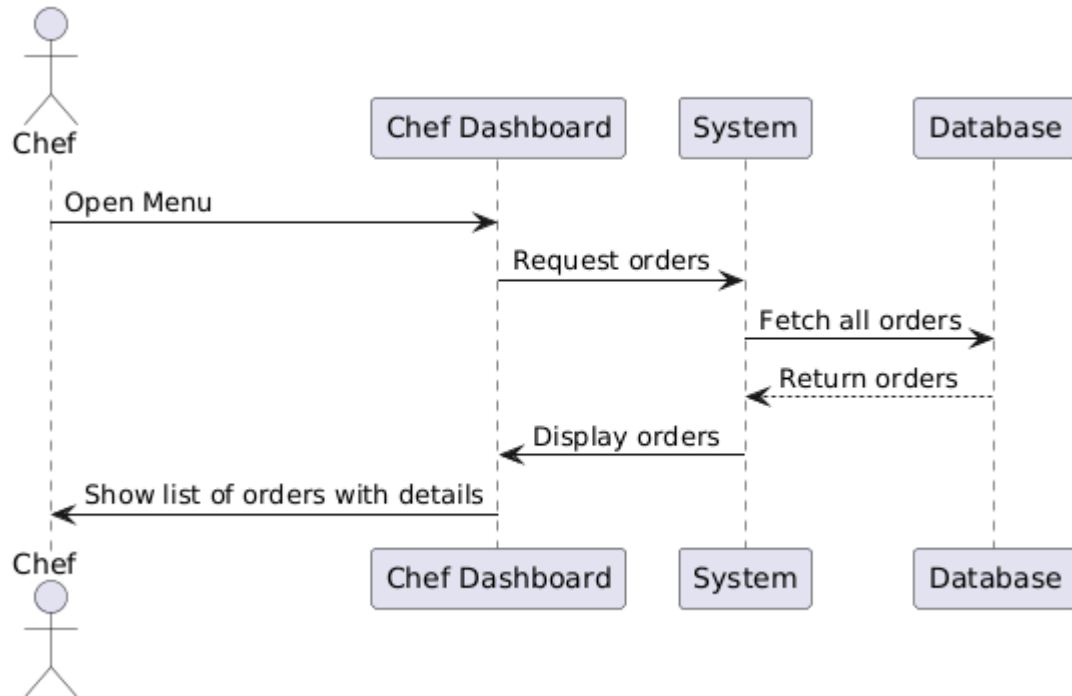 Chef
Chef Dashboard
System
Database
Open Menu
Request orders
Fetch all orders
Return orders
Display orders
Show list of orders with details
Chef
Chef Dashboard
System
Database